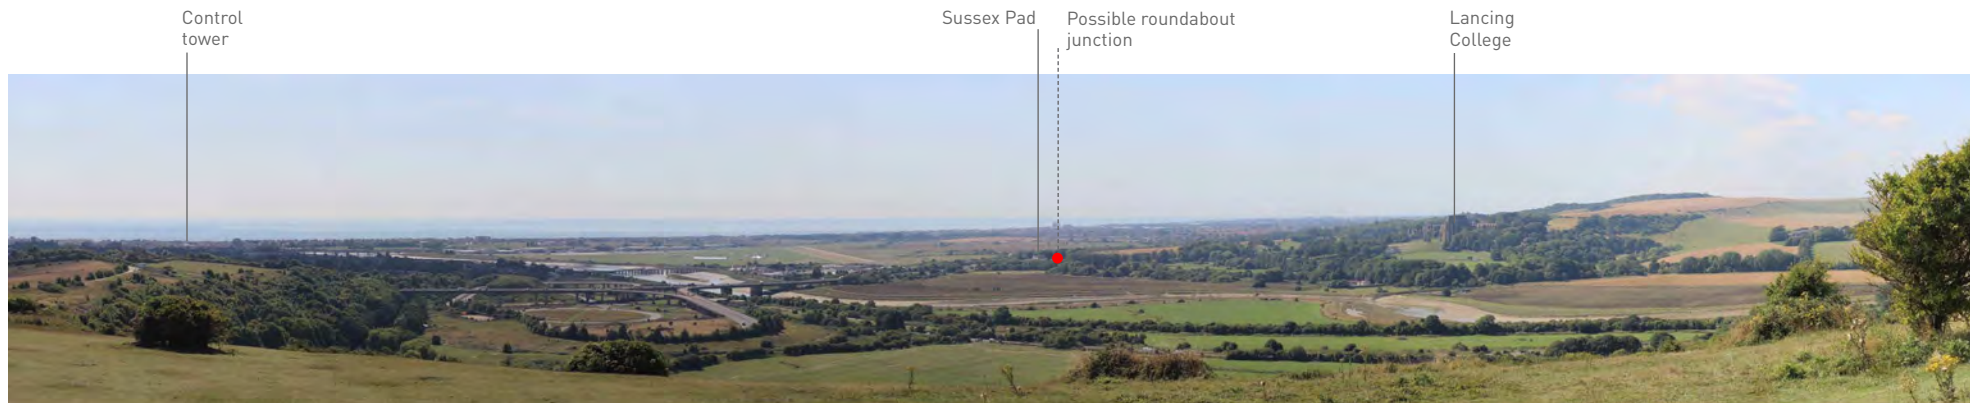 Control
tower
Sussex Pad
Possible roundabout
junction
Lancing
College